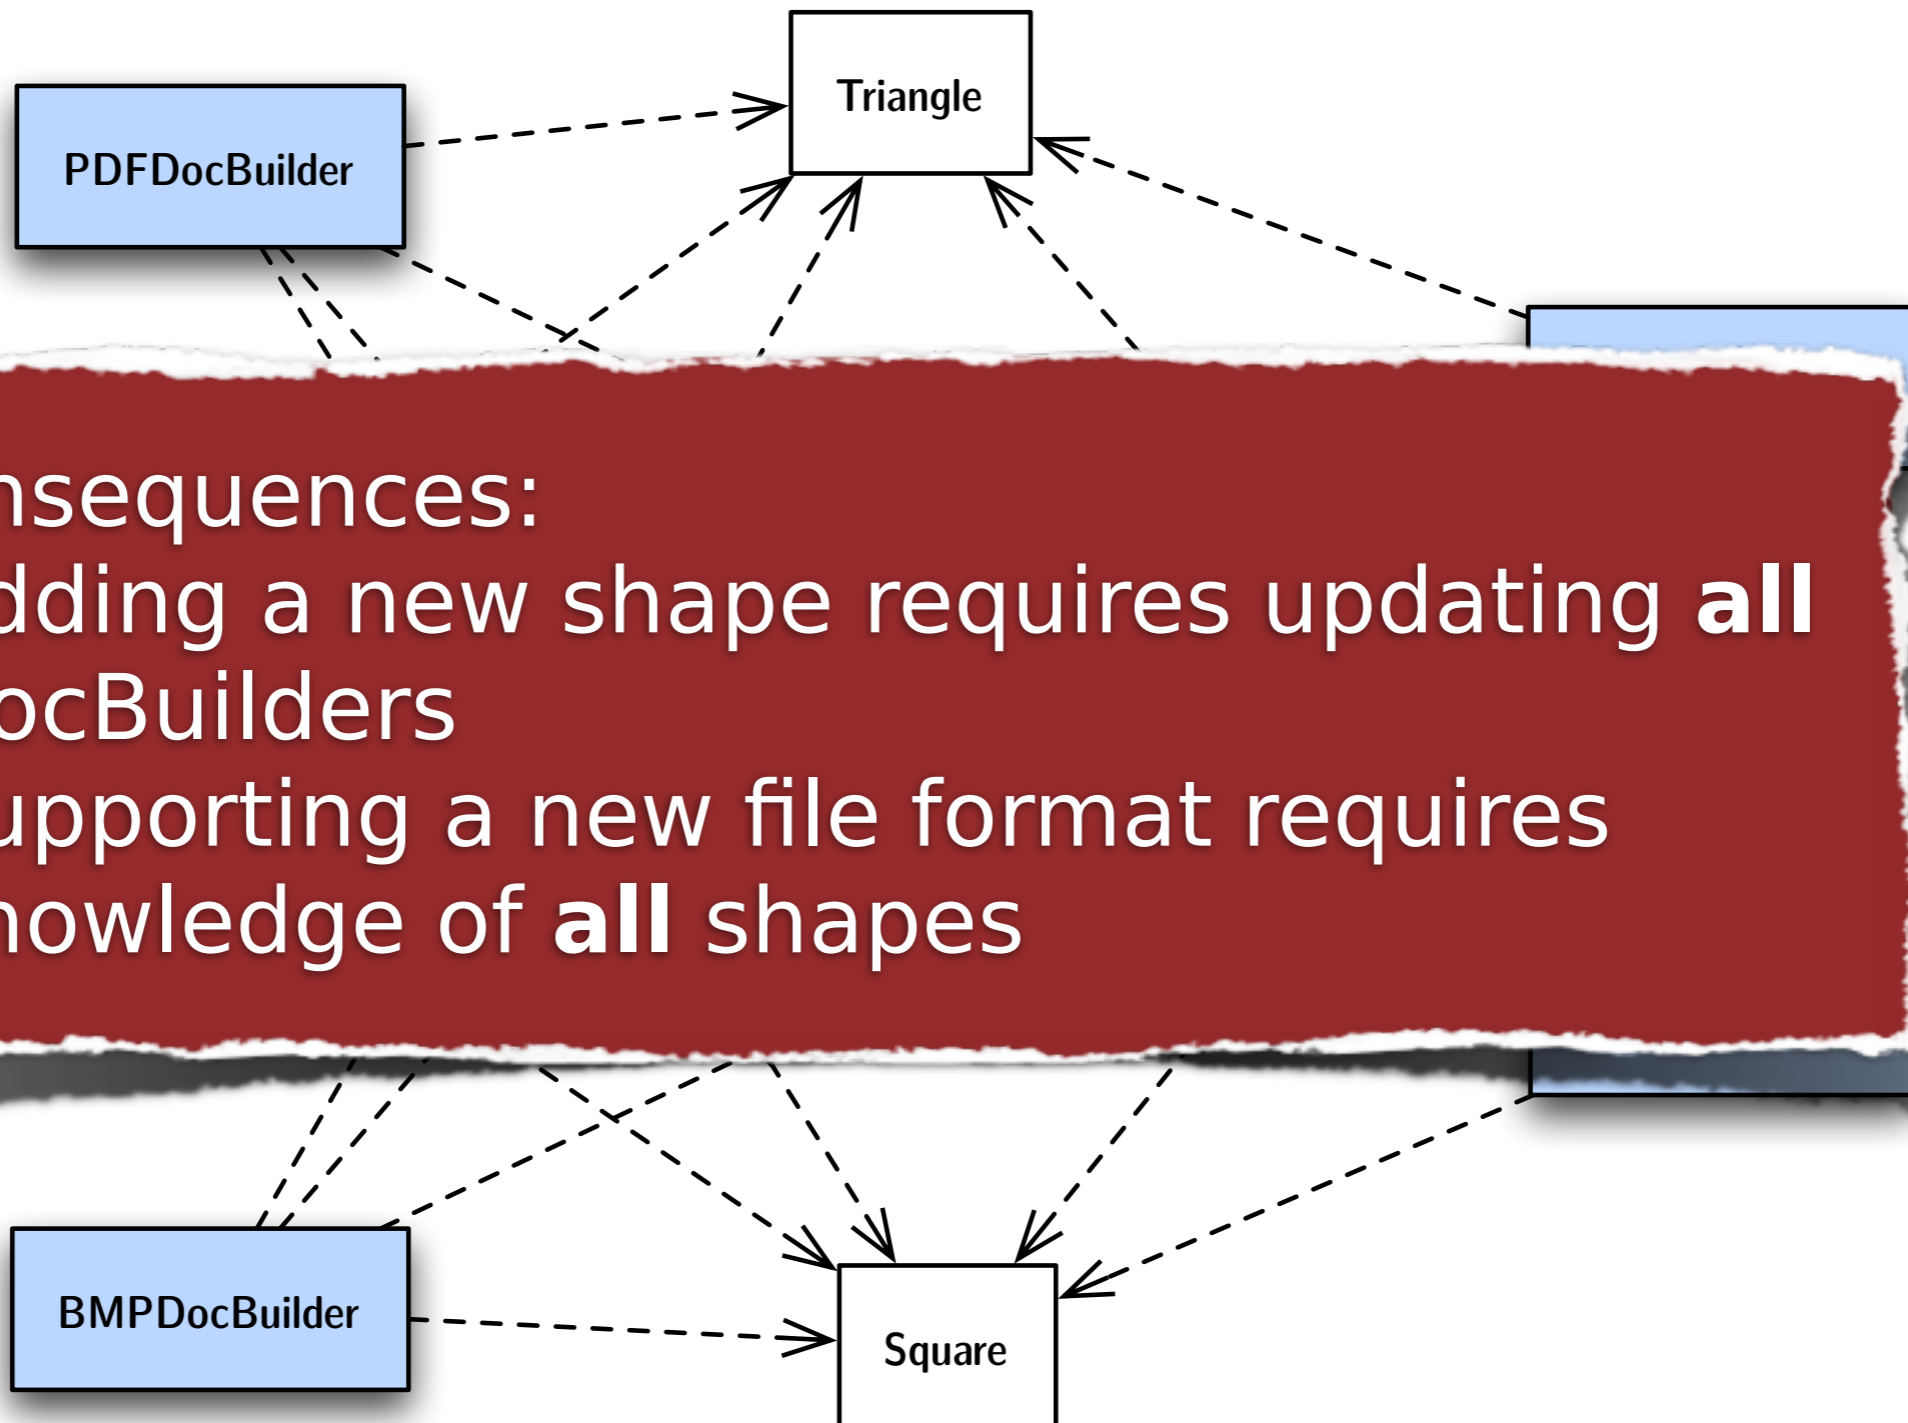 Triangle
PDFDocBuilder
nsequences:
dding a new shape requires updating all
ocBuilders
upporting a new file format requires
nowledge of all shapes
BMPDocBuilder
Square